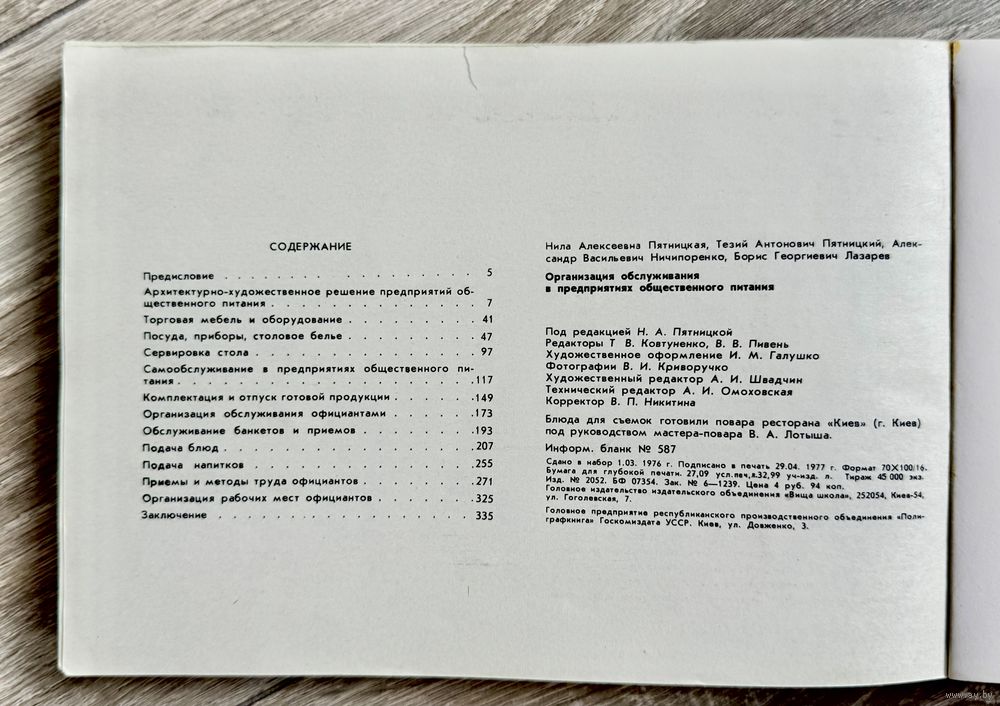 СОДЕРЖАНИЕ
Предисловие . . . . . . . . . . . . . . . . 5
Архитектурно-художественное решение предприятий об-
щественного питания . . . . . . . . . . . . . 7
Торговая мебель и оборудование . . . . . . . . 41
Посуда, приборы, столовое белье . . . . . . . . 47
Сервировка стола . . . . . . . . . . . . . . 97
Самообслуживание в предприятиях общественного пи-
тания . . . . . . . . . . . . . . . . . . 117
Комплектация и отпуск готовой продукции . . . . . 149
Организация обслуживания официантами . . . . . . 173
Обслуживание банкетов и приемов . . . . . . . . 193
Подача блюд . . . . . . . . . . . . . . . . 207
Подача напитков . . . . . . . . . . . . . . 255
Приемы и методы труда официантов . . . . . . . 271
Организация рабочих мест официантов . . . . . . 325
Заключение . . . . . . . . . . . . . . . . 335
Нила Алексеевна Пятницкая, Тезий Антонович Пятницкий, Алек-
сандр Васильевич Ничипоренко, Борис Георгиевич Лазарев
Организация обслуживания
в предприятиях общественного питания
Под редакцией Н. А. Пятницкой
Редакторы Т В. Ковтуненко, В. В. Пивень
Художественное оформление И. М. Галушко
Фотографии В. И. Криворучко
Художественный редактор А. И. Швадчин
Технический редактор А. И. Омоховская
Корректор В. П. Никитина
Блюда для съемок готовили повара ресторана «Киев» (г. Киев)
под руководством мастера-повара В. А. Лотыша.
Информ. бланк № 587
Сдано в набор 1.03. 1976 г. Подписано в печать 29.04. 1977 г. Формат 70Х100/16.
Бумага для глубокой печати. 27,09 усл.печ.л.32,99 уч-изд. л. Тираж 45 000 экз.
Изд. № 2052. БФ 07354. Зак. № 6—1239. Цена 4 руб. 94 коп.
Головное издательство издательского объединения «Вища школа», 252054, Киев-54,
ул. Гоголевская, 7.
Головное предприятие республиканского производственного объединения «Поли-
графкнига» Госкомиздата УССР. Киев, ул. Довженко, 3.
www.ay.by